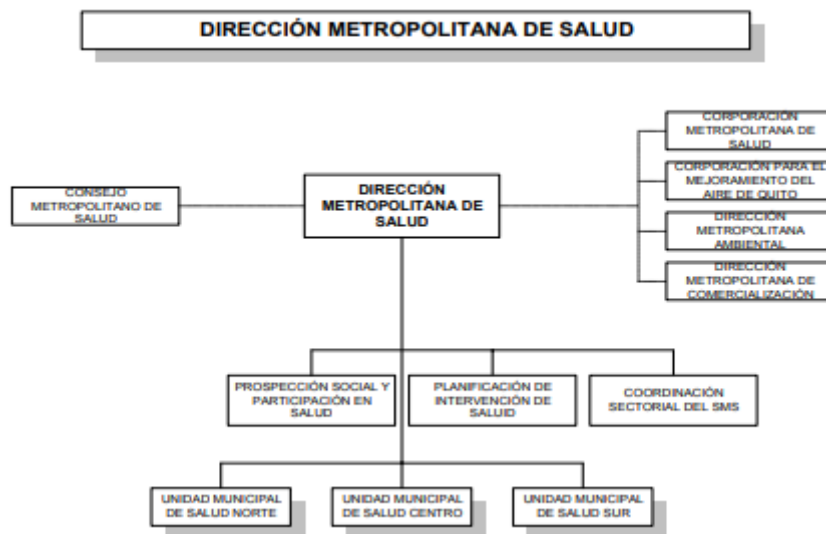 DIRECCIÓN METROPOLITANA DE SALUD
CORPORACIÓN
METROPOLITANA DE
SALUD
CORPORACIÓN PARA EL
MEJORAMIENTO DEL
AIRE DE QUITO
CONSEJO
METROPOLITANO DE
SALUD
DIRECCIÓN
METROPOLITANA DE
SALUD
DIRECCIÓN
METROPOLITANA
AMBIENTAL
DIRECCIÓN
METROPOLITANA DE
COMERCIALIZACIÓN
PROSPECCIÓN SOCIAL Y
PARTICIPACIÓN EN
SALUD
PLANIFICACIÓN DE
INTERVENCIÓN DE
SALUID
COORDINACIÓN
SECTORIAL DEL SMS
UNIDAD MUNICIPAL
DE SALUD NORTE
UNIDAD MUNICIPAL
DE SALUD CENTRO
UNIDAD MUNICIPAL
DE SALUD SUR